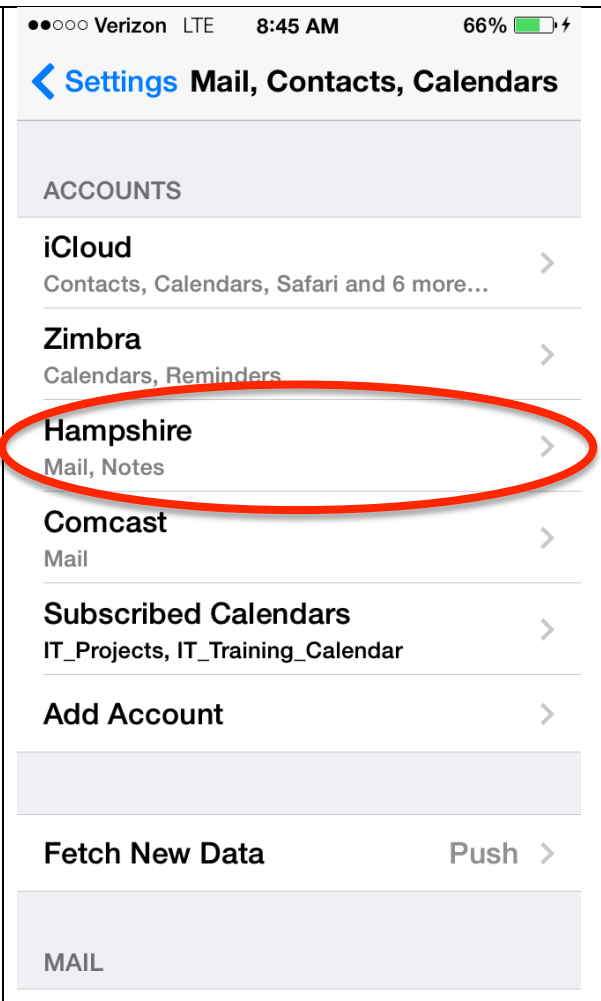 Verizon LTE 8:45 AM 66%
Settings Mail, Contacts, Calendars
ACCOUNTS
iCloud
Contacts, Calendars, Safari and 6 more...
Zimbra
Calendars, Reminders
Hampshire
Mail, Notes
Comcast
Mail
Subscribed Calendars
IT_Projects, IT_Training_Calendar
Add Account
Fetch New Data Push
MAIL